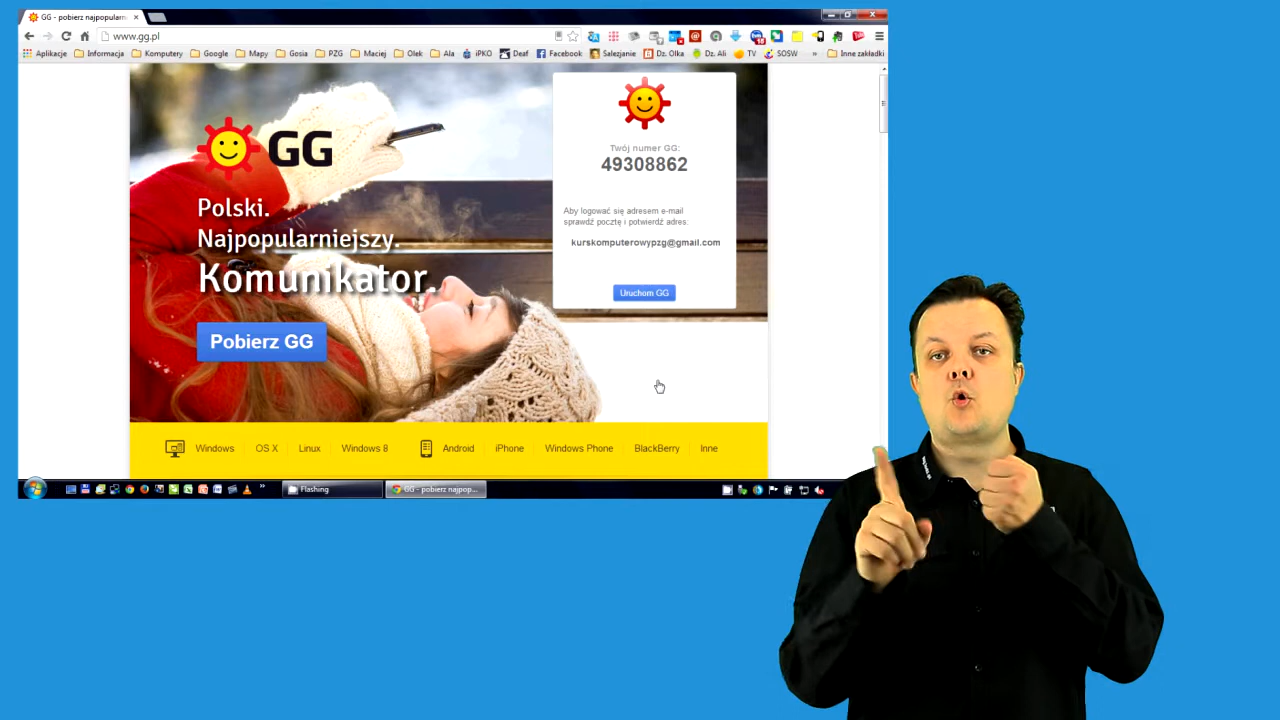 GG - pobierz najpopularn
www.gg.pl
Aplikacje Informacja Komputery Google Mapy Gosia PZG Maciej Olek Ala iPKO Deaf Facebook Salezjanie Dz. Olka Dz. Ali TV SOSW » Inne zakładki
GG
Polski.
Najpopularniejszy.
Komunikator.
Pobierz GG
Twój numer GG:
49308862
Aby logować się adresem e-mail
sprawdź pocztę i potwierdź adres.
kurskomputerowypzg@gmail.com
Uruchom GG
Windows OS X Linux Windows 8 Android iPhone Windows Phone BlackBerry Inne
Flashing GG - pobierz najpop...